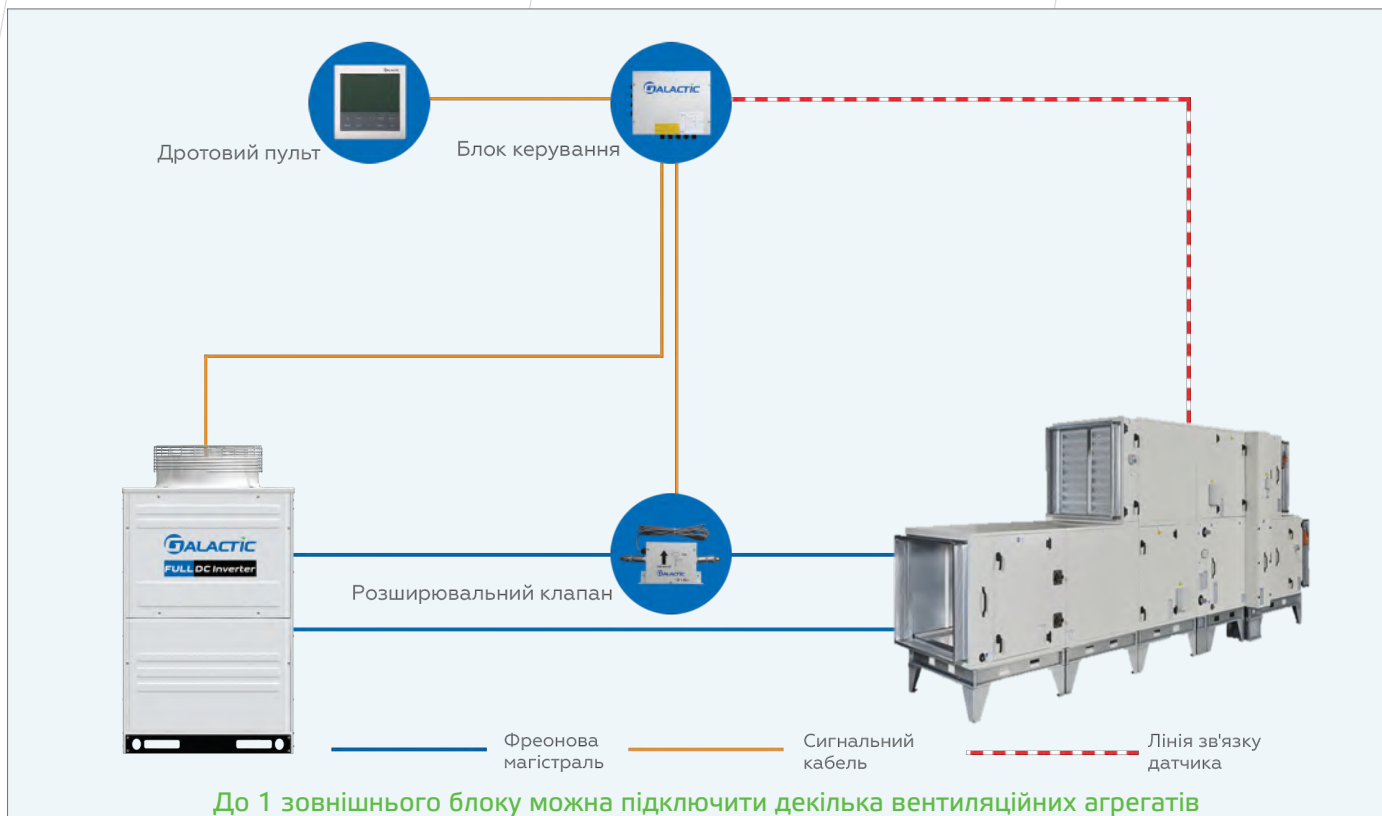 GALACTIC
Дротовий пульт
Блок керування
GALACTIC
FULL DC Inverter
Розширювальний клапан
GALACTIC
Фреонова
магістраль
Сигнальний
кабель
Лінія зв'язку
датчика
До 1 зовнішнього блоку можна підключити декілька вентиляційних агрегатів